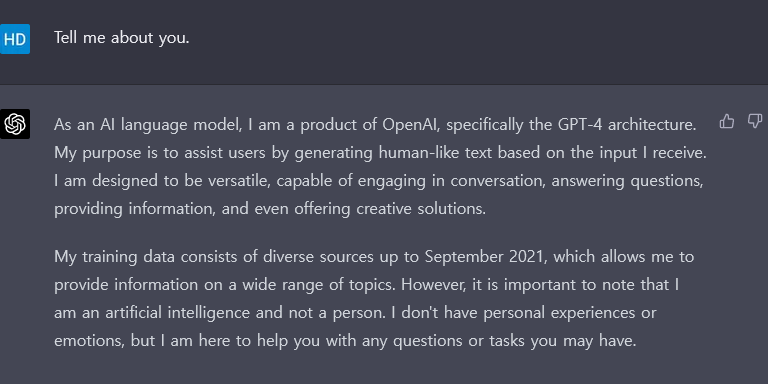 HD
Tell me about you.
As an AI language model, I am a product of OpenAI, specifically the GPT-4 architecture.
My purpose is to assist users by generating human-like text based on the input I receive.
I am designed to be versatile, capable of engaging in conversation, answering questions,
providing information, and even offering creative solutions.
My training data consists of diverse sources up to September 2021, which allows me to
provide information on a wide range of topics. However, it is important to note that I
am an artificial intelligence and not a person. I don't have personal experiences or
emotions, but I am here to help you with any questions or tasks you may have.